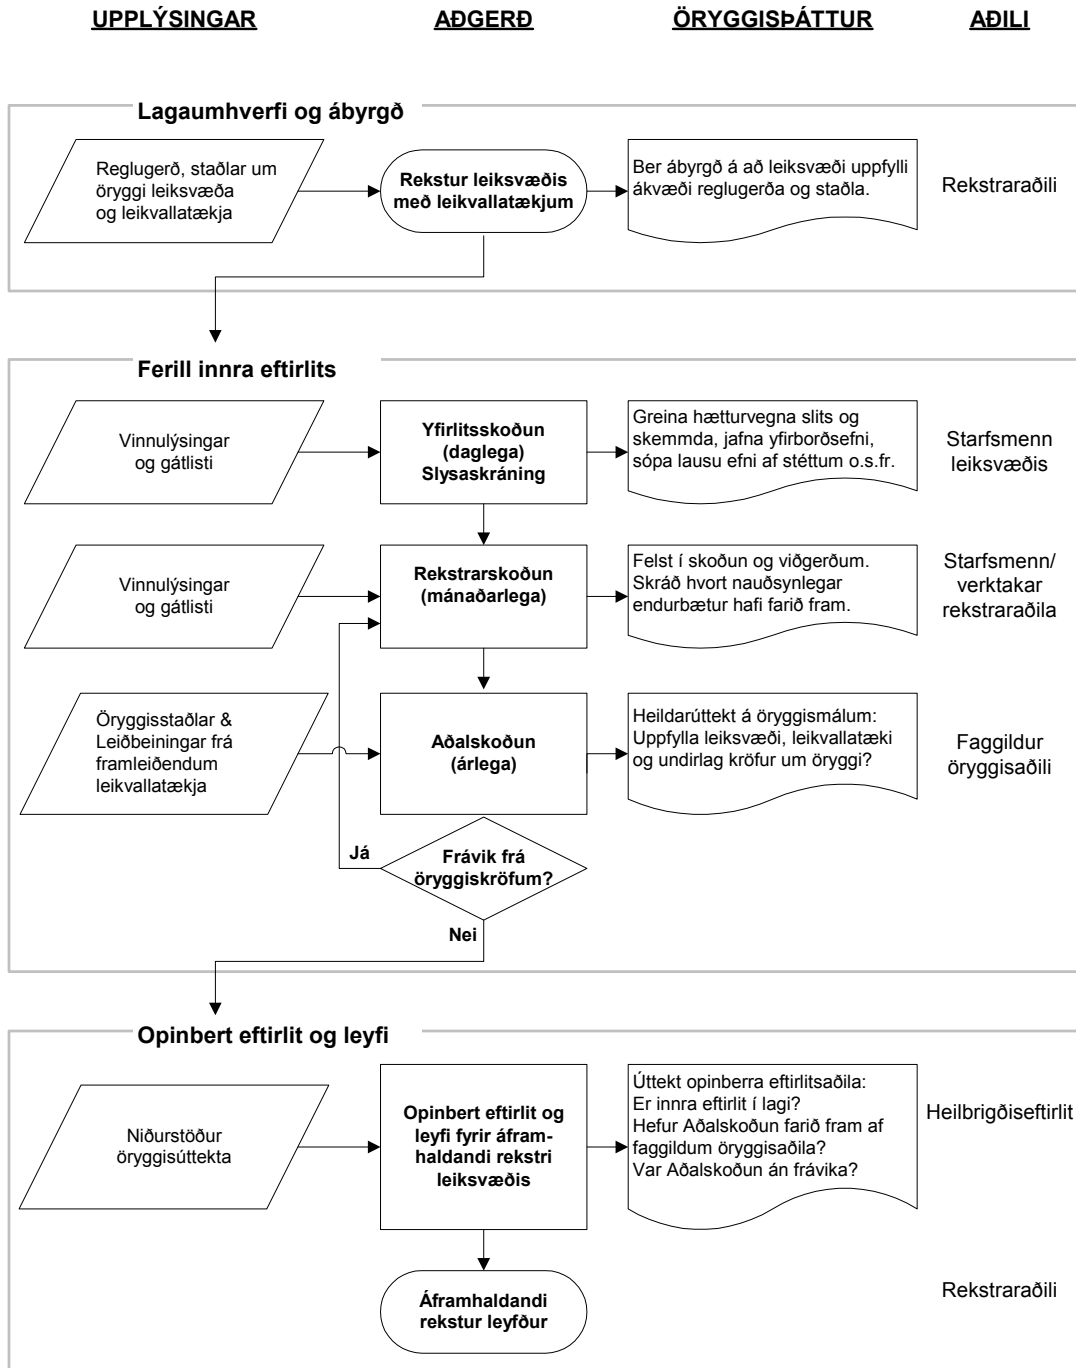 UPPLÝSINGAR
AÐGERÐ
ÖRYGGISÞÁTTUR
AÐILI
Lagaumhverfi og ábyrgð
Reglugerð, staðlar um
öryggi leiksvæða
og leikvallatækja
Rekstur leiksvæðis
með leikvallatækjum
Ber ábyrgð á að leiksvæði uppfylli
ákvæði reglugerða og staðla.
Rekstraraðili
Ferill innra eftirlits
Vinnulýsingar
og gátlisti
Yfirlitsskoðun
(daglega)
Slysaskráning
Greina hætturvegna slits og
skemmda, jafna yfirborðsefni,
sópa lausu efni af stéttum o.s.fr.
Starfsmenn
leiksvæðis
Vinnulýsingar
og gátlisti
Rekstrarskoðun
(mánaðarlega)
Felst í skoðun og viðgerðum.
Skráð hvort nauðsynlegar
endurbætur hafi farið fram.
Starfsmenn/
verktakar
rekstraraðila
Öryggisstaðlar &
Leiðbeiningar frá
framleiðendum
leikvallatækja
Aðalskoðun
(árlega)
Heildarúttekt á öryggismálum:
Uppfylla leiksvæði, leikvallatæki
og undirlag kröfur um öryggi?
Faggildur
öryggisaðili
Já
Frávik frá
öryggiskröfum?
Nei
Opinbert eftirlit og leyfi
Niðurstöður
öryggisúttekta
Opinbert eftirlit og
leyfi fyrir áfram-
haldandi rekstri
leiksvæðis
Úttekt opinberra eftirlitsaðila:
Er innra eftirlit í lagi?
Hefur Aðalskoðun farið fram af
faggildum öryggisaðila?
Var Aðalskoðun án frávika?
Heilbrigðiseftirlit
Áframhaldandi
rekstur leyfður
Rekstraraðili